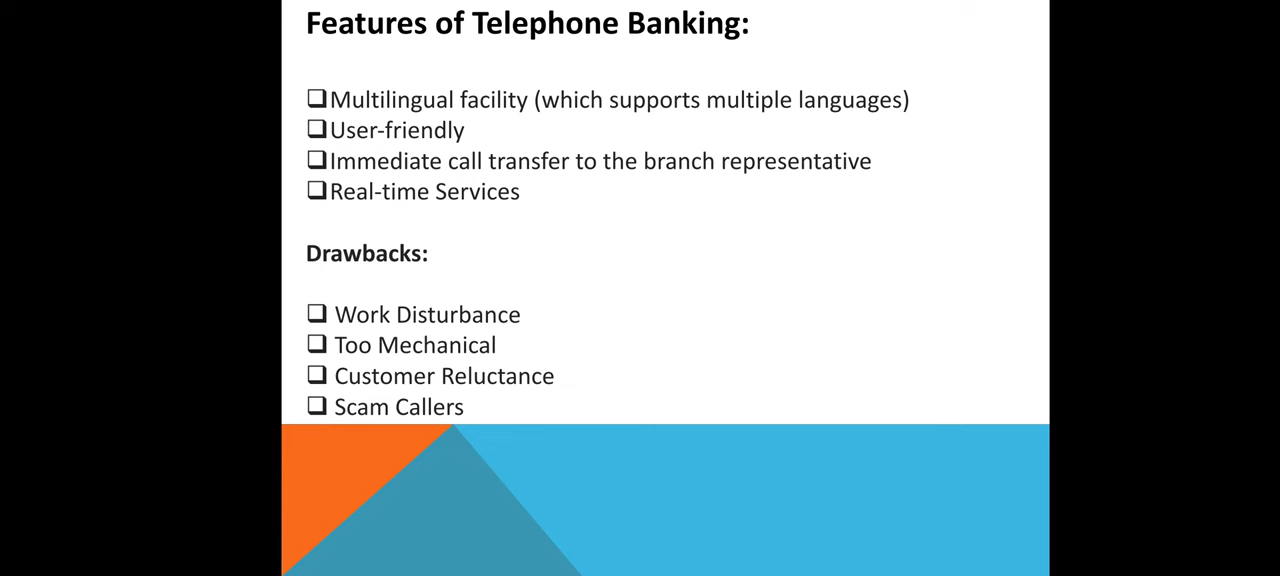 Features of Telephone Banking:
❑Multilingual facility (which supports multiple languages)
❑User-friendly
❑Immediate call transfer to the branch representative
❑Real-time Services
Drawbacks:
❑ Work Disturbance
❑ Too Mechanical
❑ Customer Reluctance
❑ Scam Callers